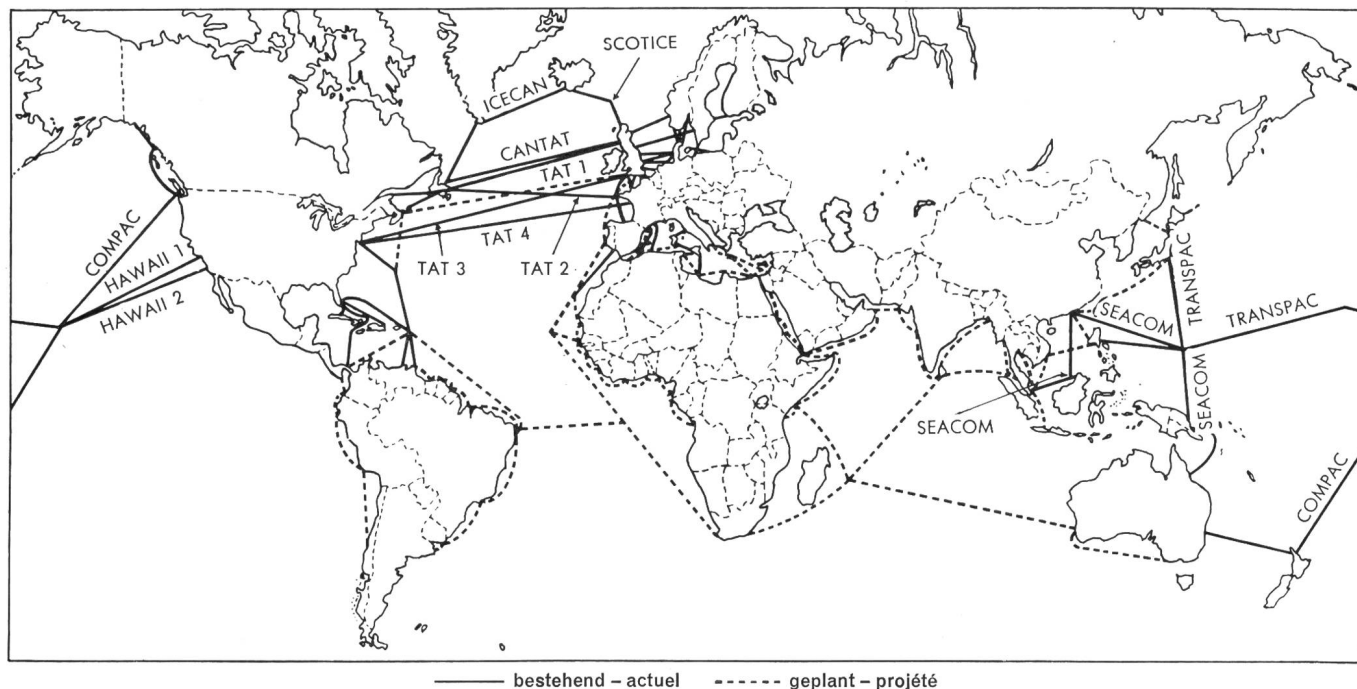 SCOTICE
ICECAN
CANTAT
TAT 1
COMPAC
HAWAII 1
HAWAII 2
TAT 4
TAT 3
TAT 2
TRANSPAC
SEACOM
TRANSPAC
SEACOM
SEACOM
COMPAC
bestehend – actuel
geplant – projété